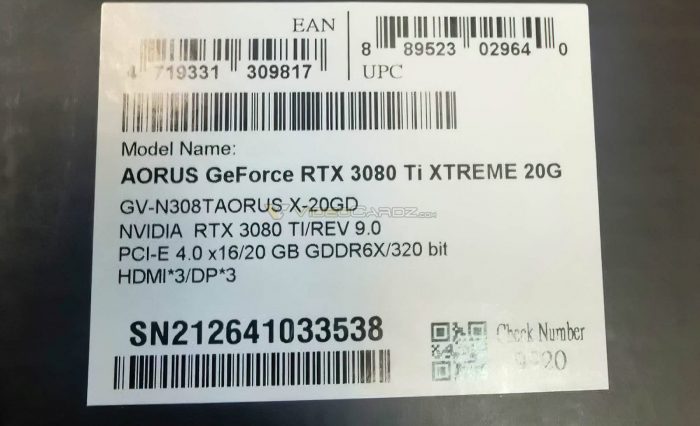 EAN
4 719331 309817
8 89523 02964 0
UPC
Model Name:
AORUS GeForce RTX 3080 Ti XTREME 20G
GV-N308TAORUS X-20GD
VIDEOCARDZ.COM
NVIDIA RTX 3080 TI/REV 9.0
PCI-E 4.0 x16/20 GB GDDR6X/320 bit
HDMI*3/DP*3
SN212641033538
Check Number